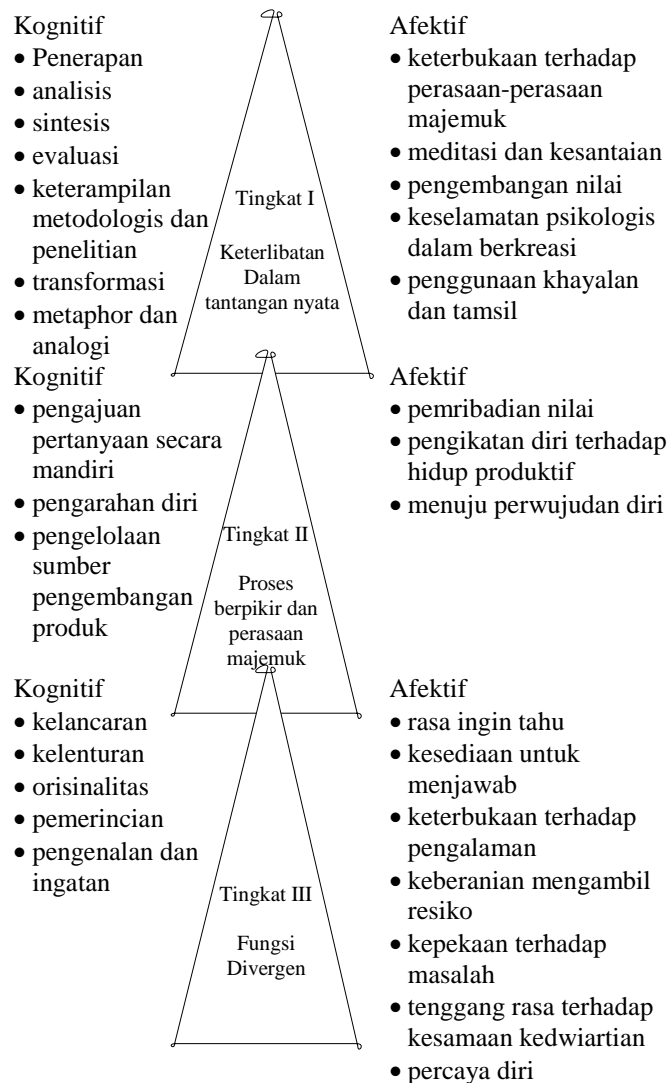 Kognitif
• Penerapan
• analisis
• sintesis
• evaluasi
• keterampilan
metodologis dan
penelitian
• transformasi
• metaphor dan
analogi
Tingkat I
Keterlibatan
Dalam
tantangan nyata
Afektif
• keterbukaan terhadap
perasaan-perasaan
majemuk
• meditasi dan kesantaian
• pengembangan nilai
• keselamatan psikologis
dalam berkreasi
• penggunaan khayalan
dan tamsil
Kognitif
• pengajuan
pertanyaan secara
mandiri
• pengarahan diri
• pengelolaan
sumber
pengembangan
produk
Tingkat II
Proses
berpikir dan
perasaan
majemuk
Afektif
• pemribadian nilai
• pengikatan diri terhadap
hidup produktif
• menuju perwujudan diri
Kognitif
• kelancaran
• kelenturan
• orisinalitas
• pemerincian
• pengenalan dan
ingatan
Tingkat III
Fungsi
Divergen
Afektif
• rasa ingin tahu
• kesediaan untuk
menjawab
• keterbukaan terhadap
pengalaman
• keberanian mengambil
resiko
• kepekaan terhadap
masalah
• tenggang rasa terhadap
kesamaan kedwiartian
• percaya diri